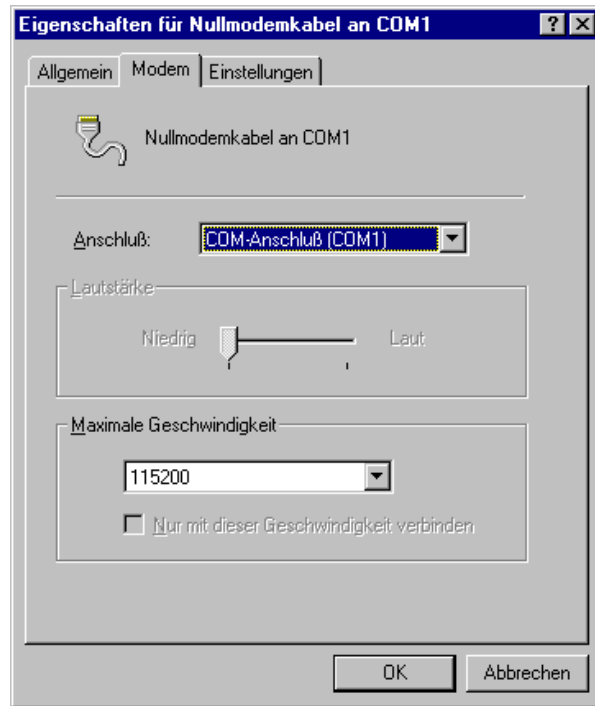 Eigenschaften für Nullmodemkabel an COM1
Allgemein Modem Einstellungen
Nullmodemkabel an COM1
Anschluß: COM-Anschluß (COM1)
Lautstärke
Niedrig Laut
Maximale Geschwindigkeit
115200
Nur mit dieser Geschwindigkeit verbinden
OK Abbrechen